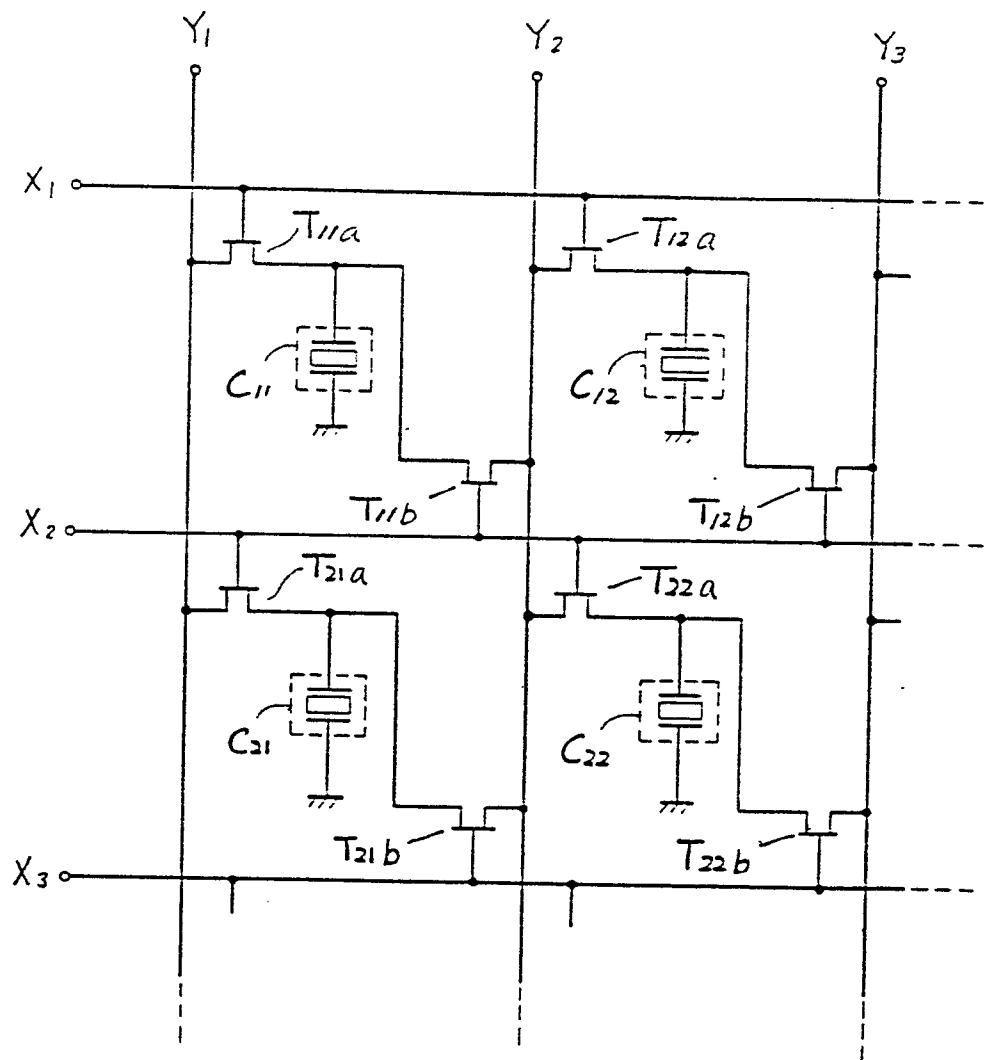 Y1 Y2 Y3
X1
T11a T12a
C11 C12
T11b T12b
X2
T21a T22a
C21 C22
T21b T22b
X3